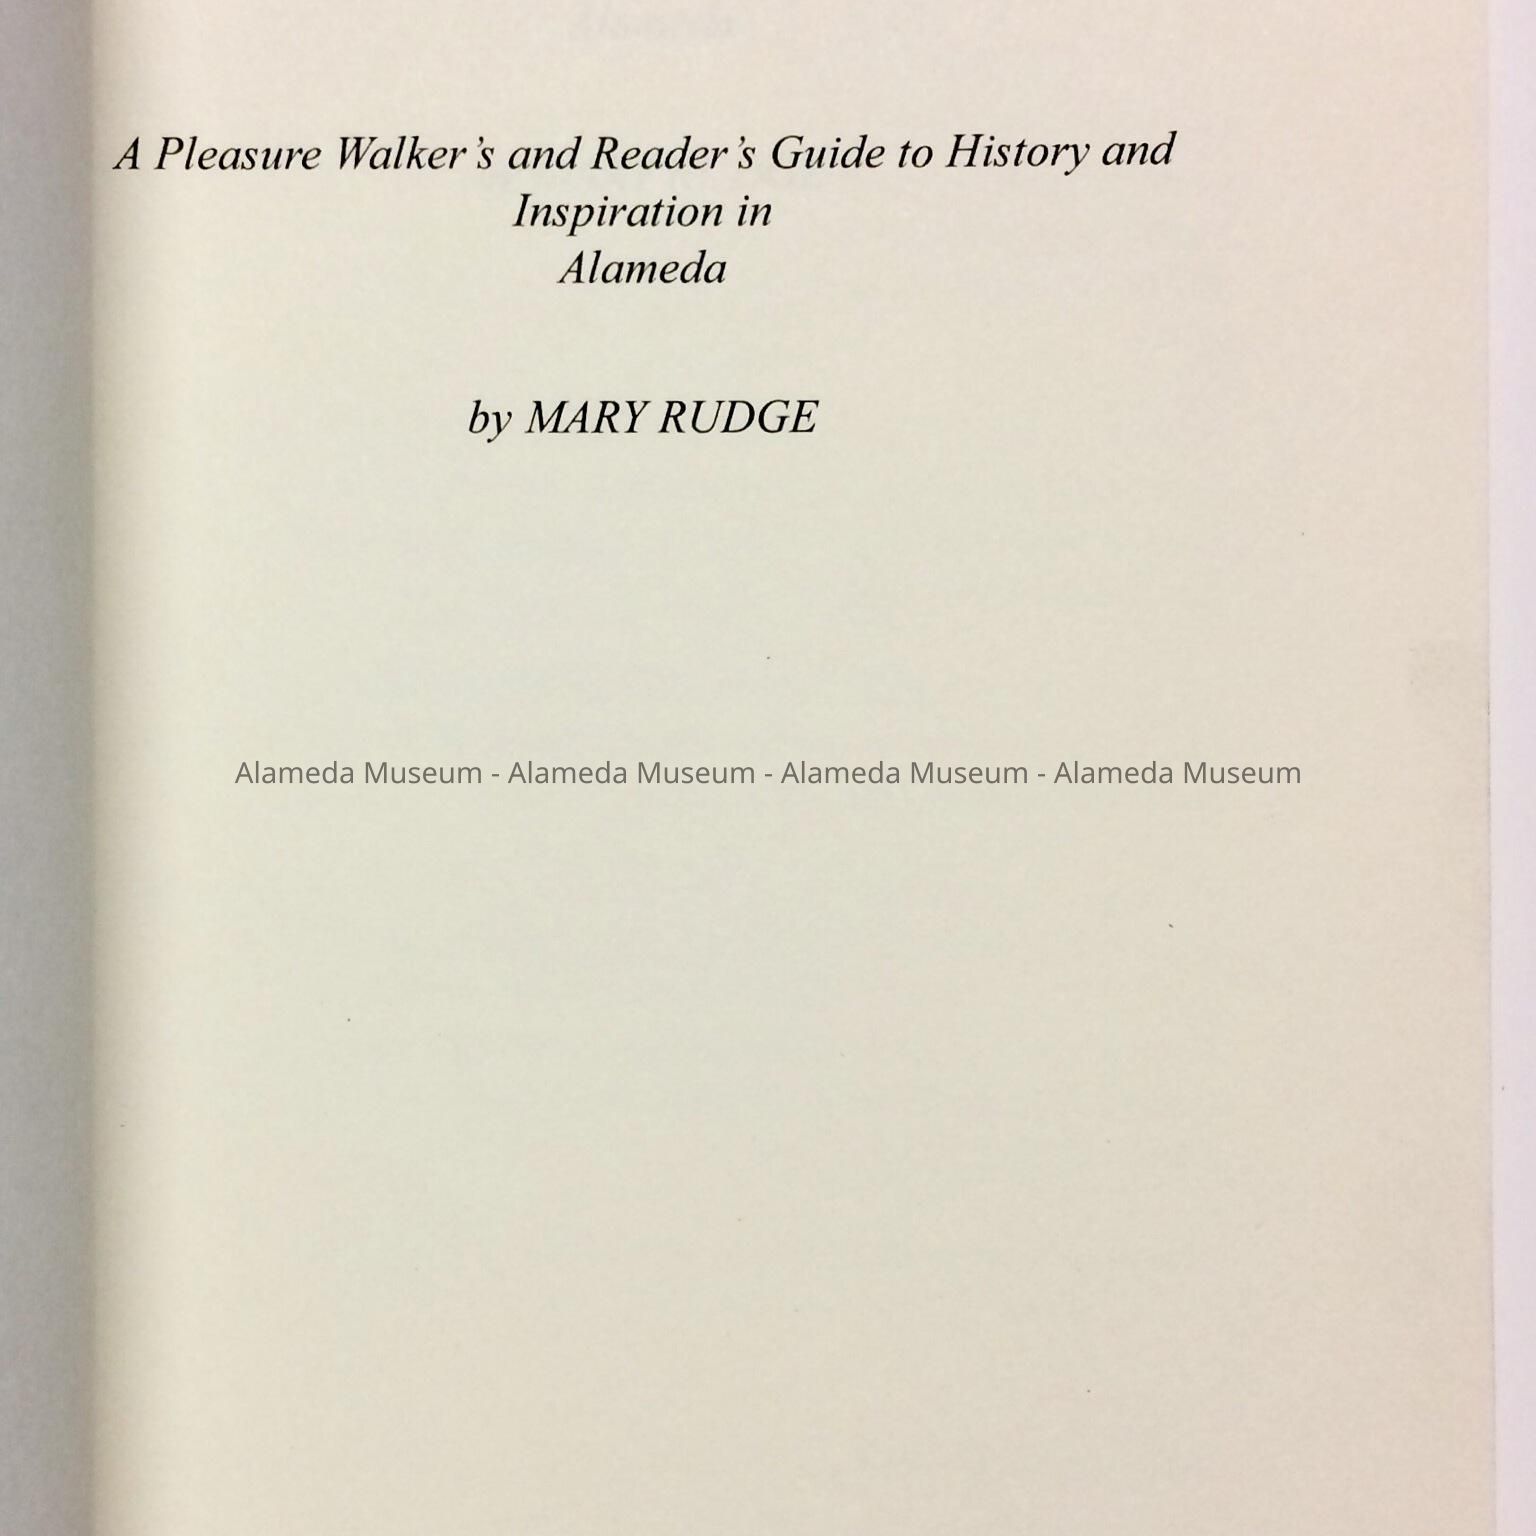 A Pleasure Walker's and Reader's Guide to History and
Inspiration in
Alameda
by MARY RUDGE
Alameda Museum - Alameda Museum - Alameda Museum - Alameda Museum